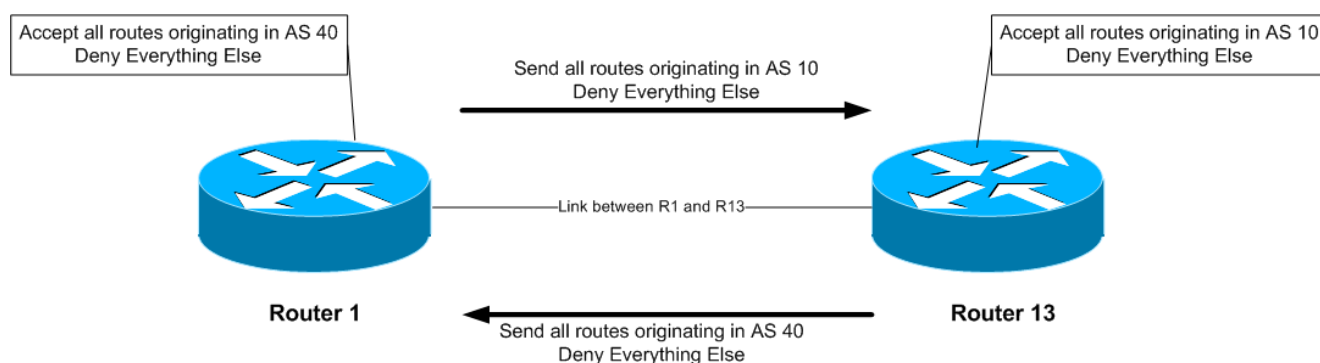 Accept all routes originating in AS 40
Deny Everything Else
Accept all routes originating in AS 10
Deny Everything Else
Send all routes originating in AS 10
Deny Everything Else
Link between R1 and R13
Router 1
Router 13
Send all routes originating in AS 40
Deny Everything Else